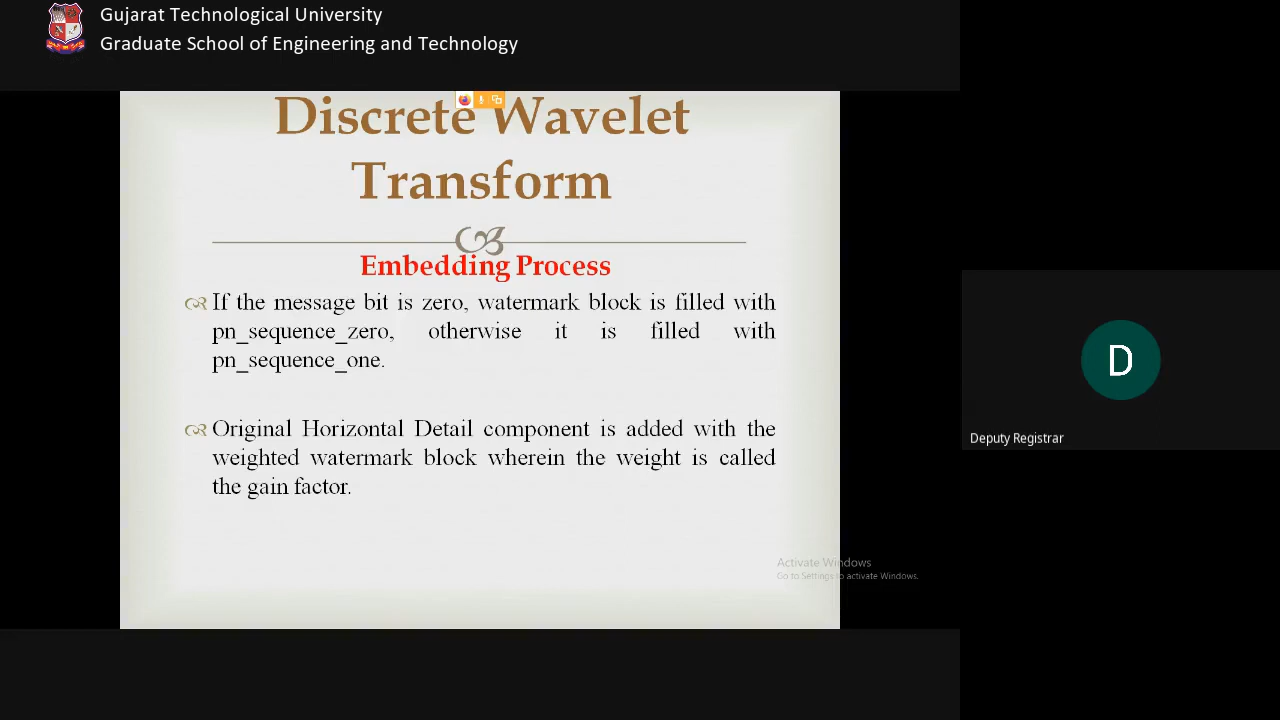 Gujarat Technological University
Graduate School of Engineering and Technology
Discrete Wavelet
Transform
Embedding Process
If the message bit is zero, watermark block is filled with
pn_sequence_zero, otherwise it is filled with
pn_sequence_one.
Original Horizontal Detail component is added with the
weighted watermark block wherein the weight is called
the gain factor.
Activate Windows
Go to Settings to activate Windows.
D
Deputy Registrar